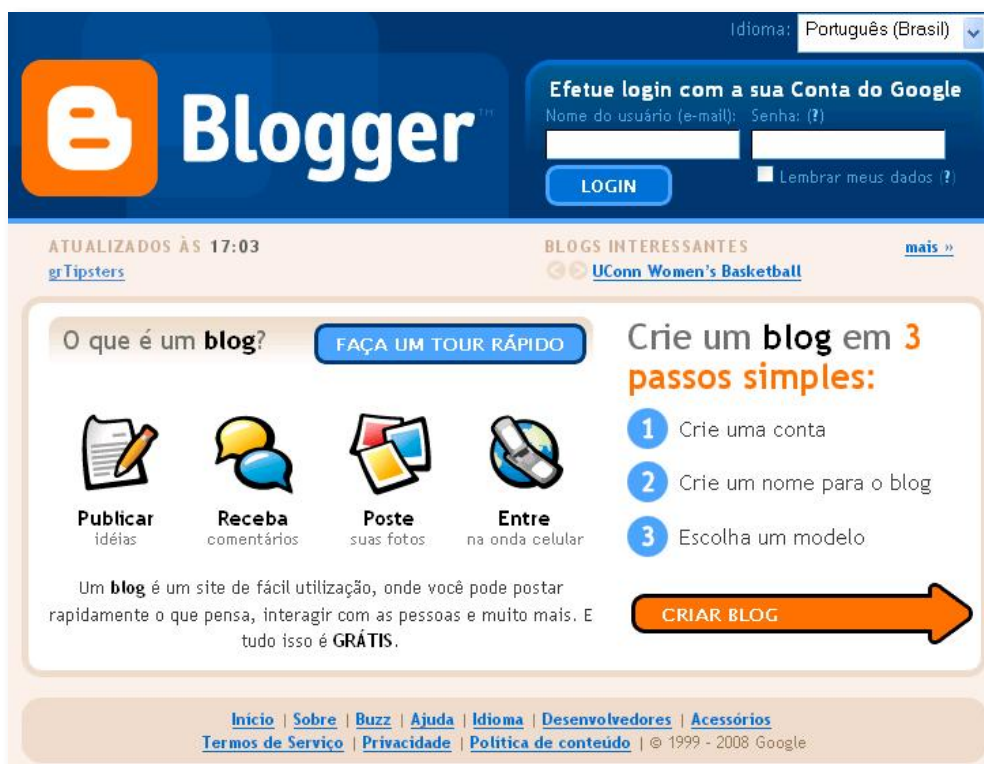 Idioma: Português (Brasil)
Blogger™
Efetue login com a sua Conta do Google
Nome do usuário (e-mail): Senha: (?)
LOGIN
Lembrar meus dados (?)
ATUALIZADOS ÀS 17:03
grTipsters
BLOGS INTERESSANTES
mais »
UConn Women's Basketball
O que é um blog?
FAÇA UM TOUR RÁPIDO
Publicar
idéias
Receba
comentários
Poste
suas fotos
Entre
na onda celular
Um blog é um site de fácil utilização, onde você pode postar
rapidamente o que pensa, interagir com as pessoas e muito mais. E
tudo isso é GRÁTIS.
Crie um blog em 3
passos simples:
1 Crie uma conta
2 Crie um nome para o blog
3 Escolha um modelo
CRIAR BLOG
Início | Sobre | Buzz | Ajuda | Idioma | Desenvolvedores | Acessórios
Termos de Serviço | Privacidade | Política de conteúdo | © 1999 - 2008 Google